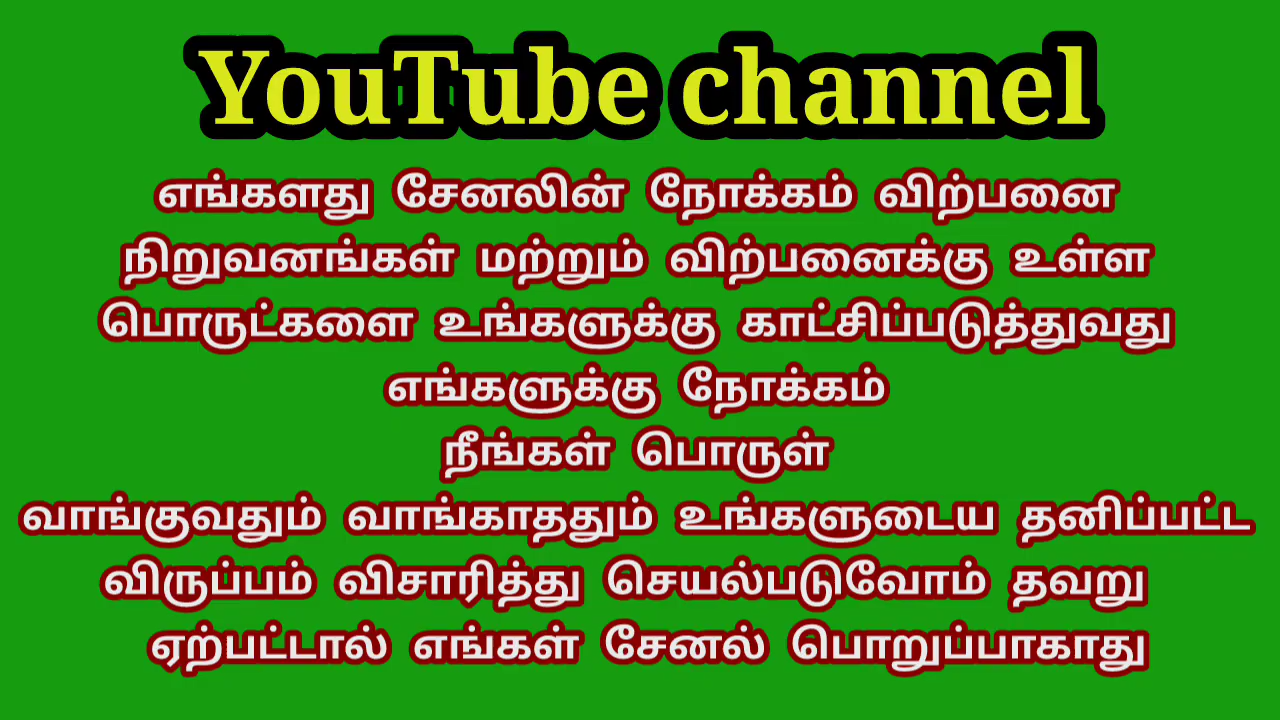 YouTube channel
எங்களது சேனலின் நோக்கம் விற்பனை
நிறுவனங்கள் மற்றும் விற்பனைக்கு உள்ள
பொருட்களை உங்களுக்கு காட்சிப்படுத்துவது
எங்களுக்கு நோக்கம்
நீங்கள் பொருள்
வாங்குவதும் வாங்காததும் உங்களுடைய தனிப்பட்ட
விருப்பம் விசாரித்து செயல்படுவோம் தவறு
ஏற்பட்டால் எங்கள் சேனல் பொறுப்பாகாது